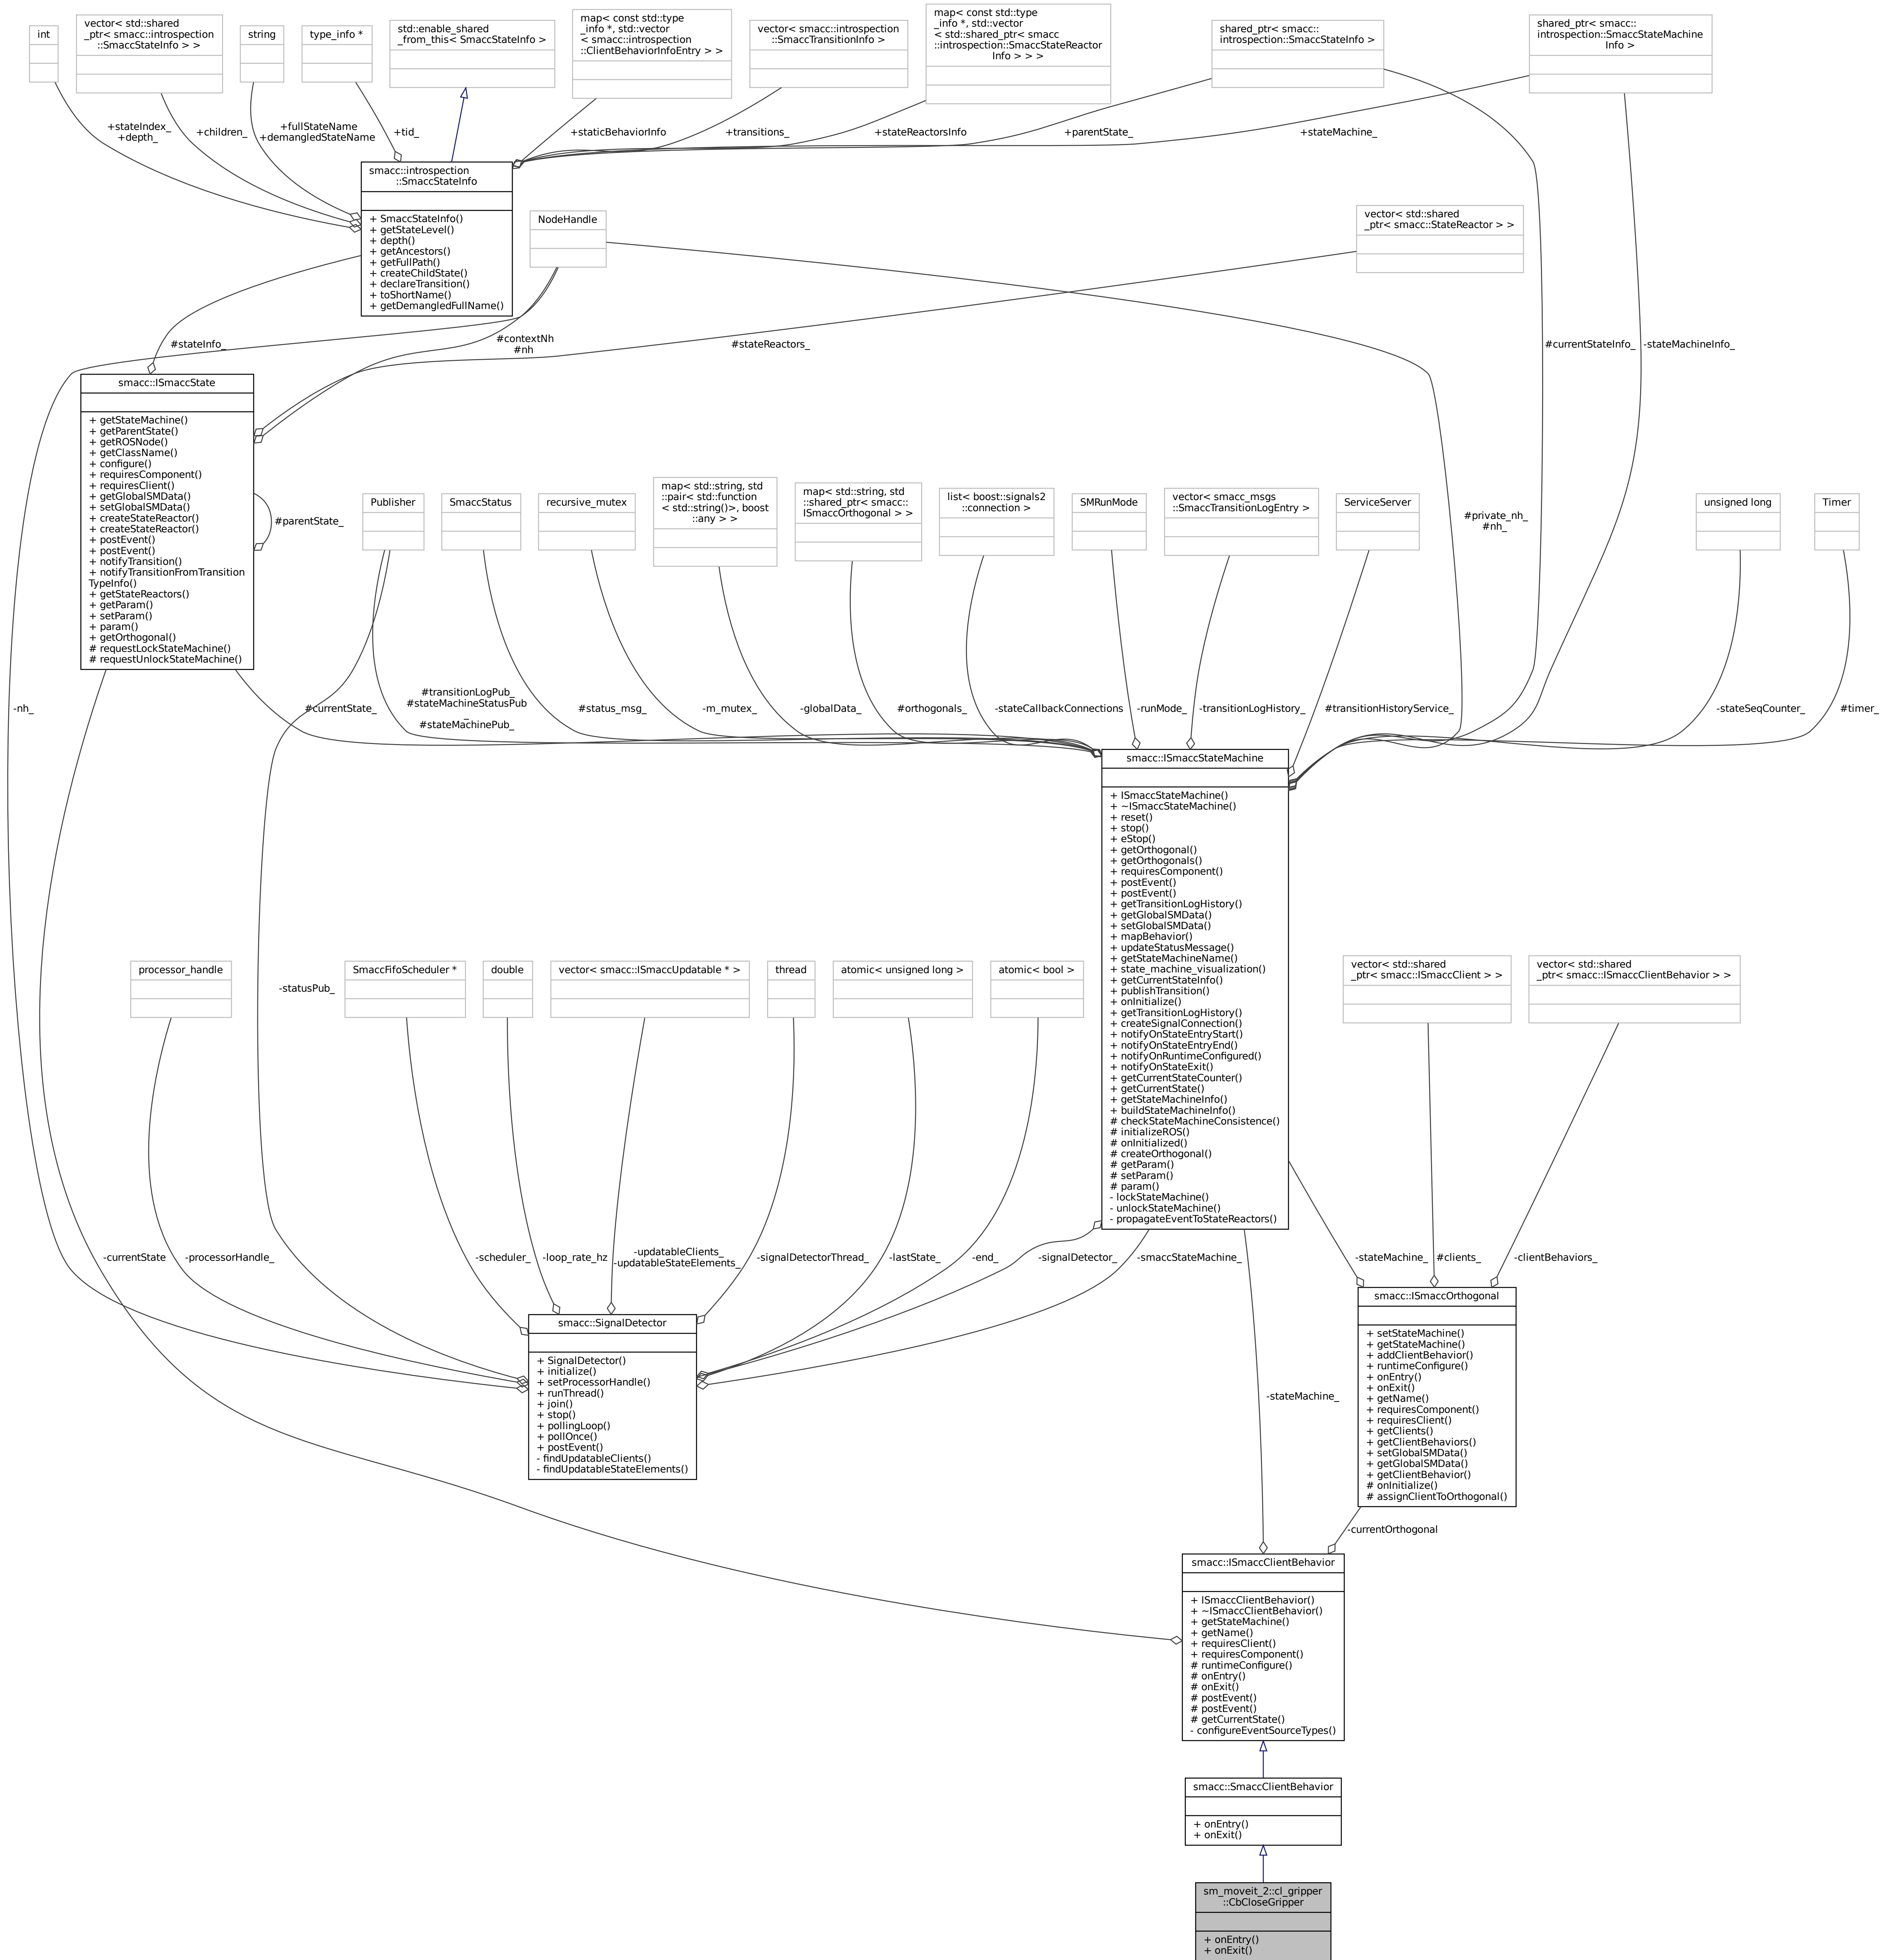 int
vector< std::shared
_ptr< smacc::introspection
::SmaccStateInfo > >
string
type_info *
std::enable_shared
_from_this< SmaccStateInfo >
map< const std::type
_info *, std::vector
< smacc::introspection
::ClientBehaviorInfoEntry > >
vector< smacc::introspection
::SmaccTransitionInfo >
map< const std::type
_info *, std::vector
< std::shared_ptr< smacc
::introspection::SmaccStateReactor
Info > > >
shared_ptr< smacc::
introspection::SmaccStateInfo >
shared_ptr< smacc::
introspection::SmaccStateMachine
Info >
+stateIndex_
+depth_
+children_
+fullStateName
+demangledStateName
+tid_
+staticBehaviorInfo
+transitions_
+stateReactorsInfo
+parentState_
+stateMachine_
smacc::introspection
::SmaccStateInfo
+ SmaccStateInfo()
+ getStateLevel()
+ depth()
+ getAncestors()
+ getFullPath()
+ createChildState()
+ declareTransition()
+ toShortName()
+ getDemangledFullName()
NodeHandle
vector< std::shared
_ptr< smacc::StateReactor > >
#stateInfo_
#contextNh
#nh
#stateReactors_
#currentStateInfo_
-stateMachineInfo_
smacc::ISmaccState
+ getStateMachine()
+ getParentState()
+ getROSNode()
+ getClassName()
+ configure()
+ requiresComponent()
+ requiresClient()
+ getGlobalSMData()
+ setGlobalSMData()
+ createStateReactor()
+ createStateReactor()
+ postEvent()
+ postEvent()
+ notifyTransition()
+ notifyTransitionFromTransition
TypeInfo()
+ getStateReactors()
+ getParam()
+ setParam()
+ param()
+ getOrthogonal()
# requestLockStateMachine()
# requestUnlockStateMachine()
#parentState_
Publisher
SmaccStatus
recursive_mutex
map< std::string, std
::pair< std::function
< std::string()>, boost
::any > >
map< std::string, std
::shared_ptr< smacc::
ISmaccOrthogonal > >
list< boost::signals2
::connection >
SMRunMode
vector< smacc_msgs
::SmaccTransitionLogEntry >
ServiceServer
#private_nh_
#nh_
unsigned long
Timer
-nh_
#currentState_
#transitionLogPub_
#stateMachineStatusPub
_
#stateMachinePub_
#status_msg_
-m_mutex_
-globalData_
#orthogonals_
-stateCallbackConnections
-runMode_
-transitionLogHistory_
#transitionHistoryService_
-stateSeqCounter_
#timer_
smacc::ISmaccStateMachine
+ ISmaccStateMachine()
+ ~ISmaccStateMachine()
+ reset()
+ stop()
+ eStop()
+ getOrthogonal()
+ getOrthogonals()
+ requiresComponent()
+ postEvent()
+ postEvent()
+ getTransitionLogHistory()
+ getGlobalSMData()
+ setGlobalSMData()
+ mapBehavior()
+ updateStatusMessage()
+ getStateMachineName()
+ state_machine_visualization()
+ getCurrentStateInfo()
+ publishTransition()
+ onInitialize()
+ getTransitionLogHistory()
+ createSignalConnection()
+ notifyOnStateEntryStart()
+ notifyOnStateEntryEnd()
+ notifyOnRuntimeConfigured()
+ notifyOnStateExit()
+ getCurrentStateCounter()
+ getCurrentState()
+ getStateMachineInfo()
+ buildStateMachineInfo()
# checkStateMachineConsistence()
# initializeROS()
# onInitialized()
# createOrthogonal()
# getParam()
# setParam()
# param()
- lockStateMachine()
- unlockStateMachine()
- propagateEventToStateReactors()
processor_handle
-statusPub_
SmaccFifoScheduler *
double
vector< smacc::ISmaccUpdatable * >
thread
atomic< unsigned long >
atomic< bool >
vector< std::shared
_ptr< smacc::ISmaccClient > >
vector< std::shared
_ptr< smacc::ISmaccClientBehavior > >
-currentState
-processorHandle_
-scheduler_
-loop_rate_hz
-updatableClients_
-updatableStateElements_
-signalDetectorThread_
-lastState_
-end_
-signalDetector_
-smaccStateMachine_
-stateMachine_
#clients_
-clientBehaviors_
smacc::SignalDetector
+ SignalDetector()
+ initialize()
+ setProcessorHandle()
+ runThread()
+ join()
+ stop()
+ pollingLoop()
+ pollOnce()
+ postEvent()
- findUpdatableClients()
- findUpdatableStateElements()
-stateMachine_
smacc::ISmaccOrthogonal
+ setStateMachine()
+ getStateMachine()
+ addClientBehavior()
+ runtimeConfigure()
+ onEntry()
+ onExit()
+ getName()
+ requiresComponent()
+ requiresClient()
+ getClients()
+ getClientBehaviors()
+ setGlobalSMData()
+ getGlobalSMData()
+ getClientBehavior()
# onInitialize()
# assignClientToOrthogonal()
-currentOrthogonal
smacc::ISmaccClientBehavior
+ ISmaccClientBehavior()
+ ~ISmaccClientBehavior()
+ getStateMachine()
+ getName()
+ requiresClient()
+ requiresComponent()
# runtimeConfigure()
# onEntry()
# onExit()
# postEvent()
# postEvent()
# getCurrentState()
- configureEventSourceTypes()
smacc::SmaccClientBehavior
+ onEntry()
+ onExit()
sm_moveit_2::cl_gripper
::CbCloseGripper
+ onEntry()
+ onExit()